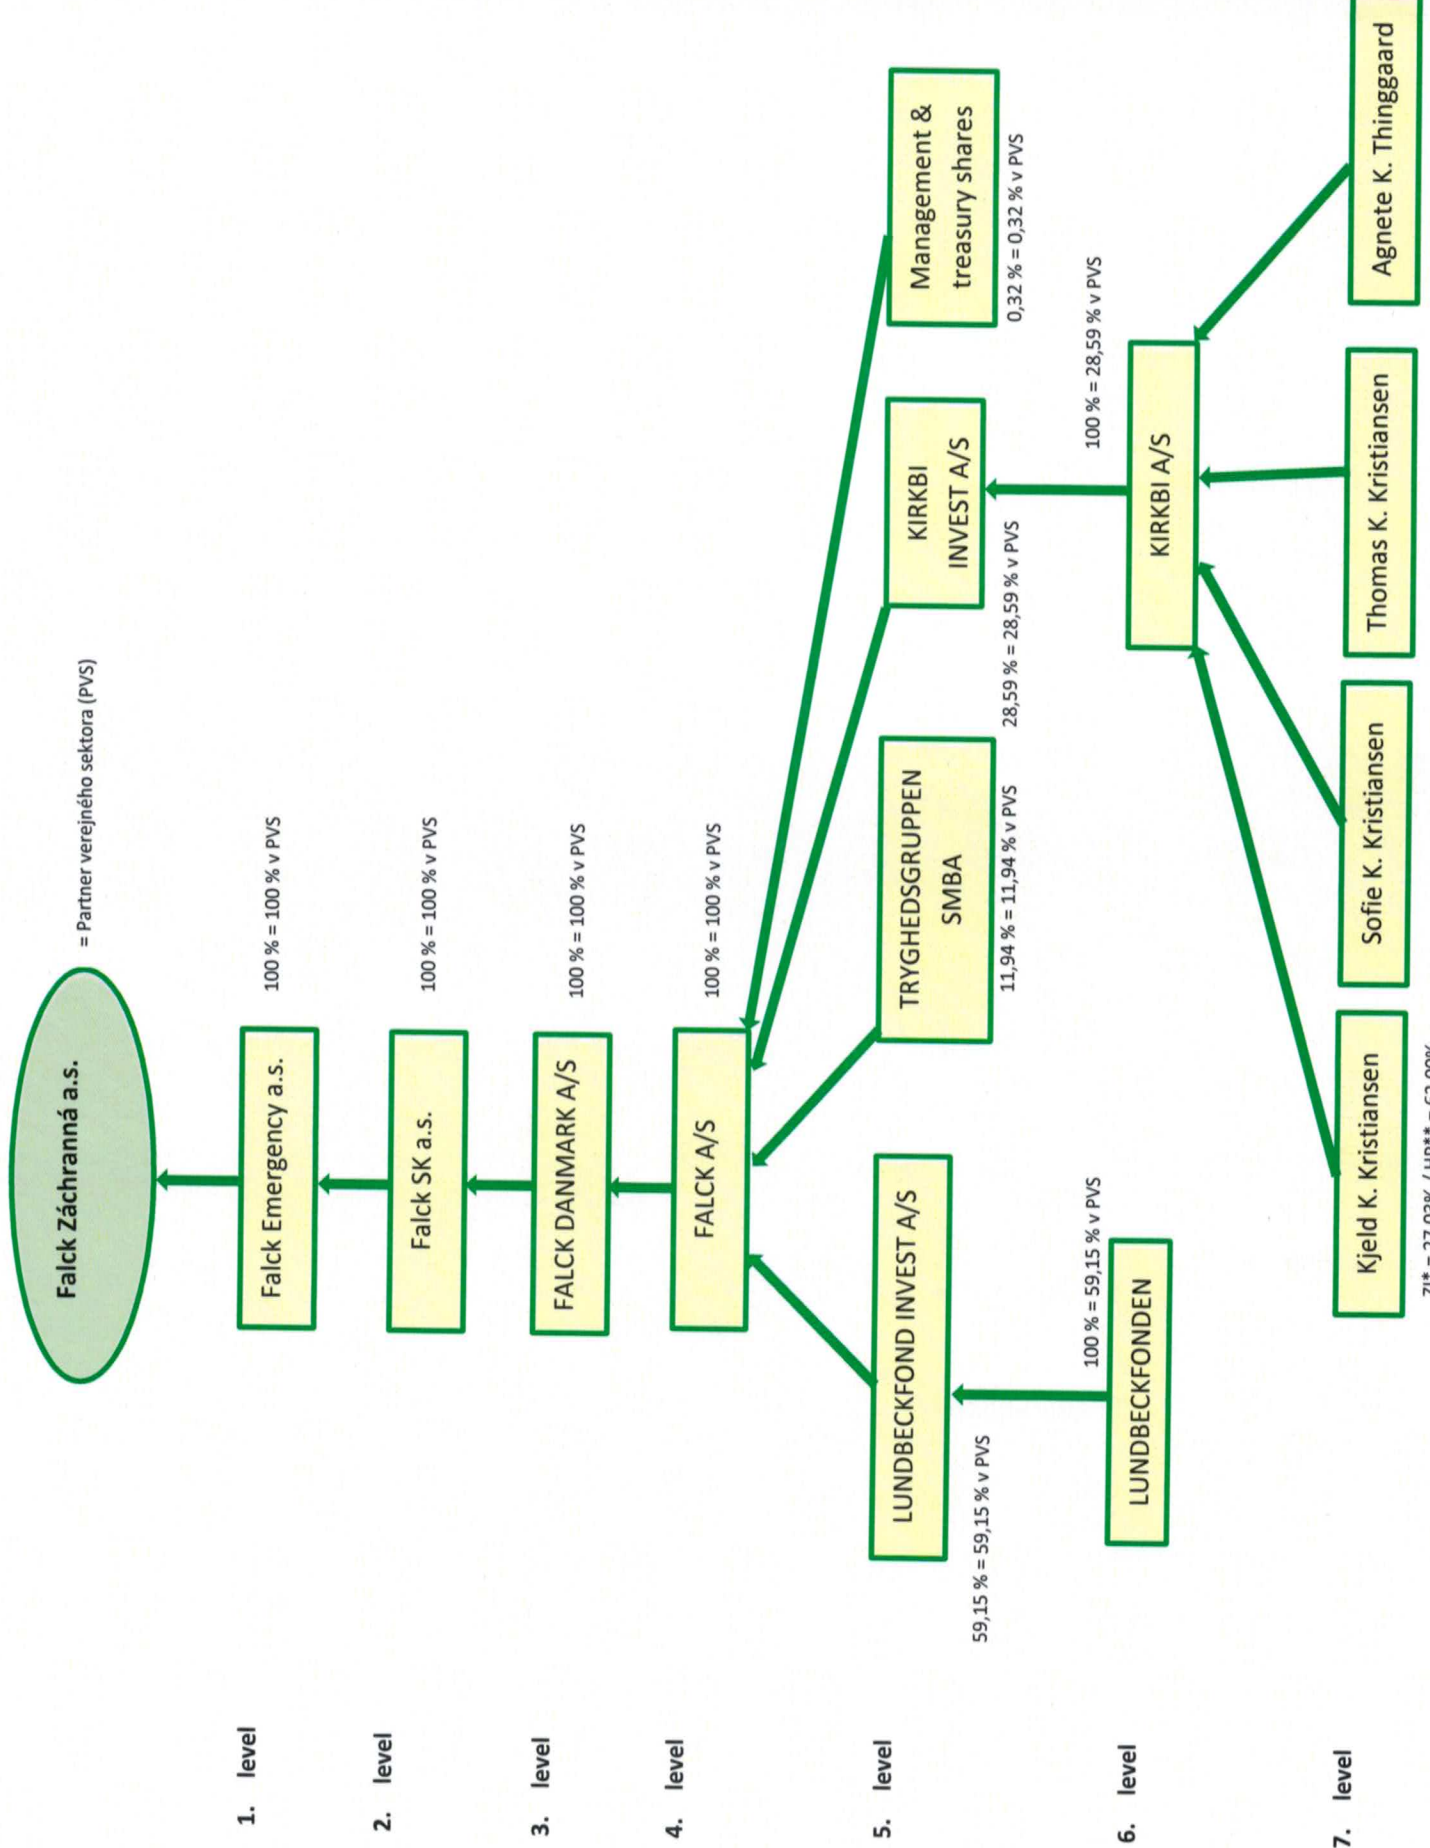 Falck Záchranná a.s.
= Partner verejného sektora (PVS)
1. level
Falck Emergency a.s.
100 % = 100 % v PVS
2. level
Falck SK a.s.
100 % = 100 % v PVS
3. level
FALCK DANMARK A/S
100 % = 100 % v PVS
4. level
FALCK A/S
100 % = 100 % v PVS
5. level
LUNDBECKFOND INVEST A/S
59,15 % = 59,15 % v PVS
TRYGHEDSGRUPPEN
SMBA
11,94 % = 11,94 % v PVS
KIRKBI
INVEST A/S
28,59 % = 28,59 % v PVS
Management &
treasury shares
0,32 % = 0,32 % v PVS
6. level
LUNDBECKFONDEN
100 % = 59,15 % v PVS
KIRKBI A/S
100 % = 28,59 % v PVS
7. level
Kjeld K. Kristiansen
Sofie K. Kristiansen
Thomas K. Kristiansen
Agnete K. Thinggaard